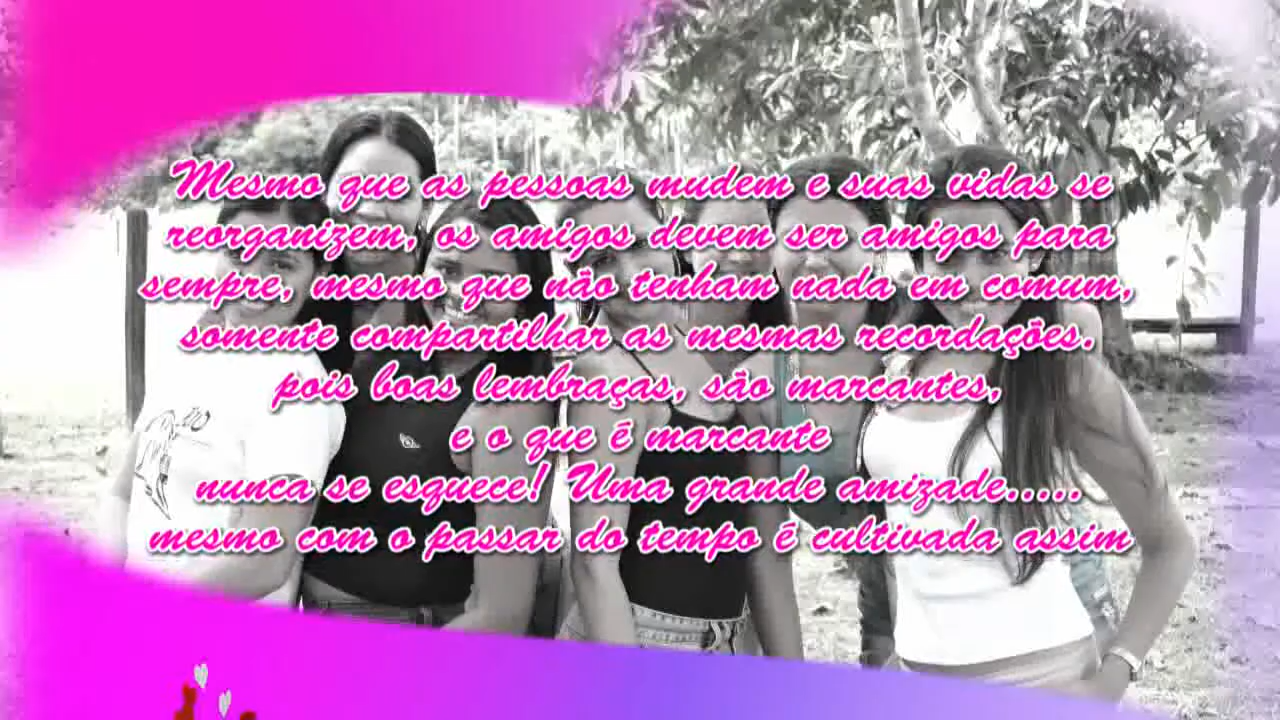 Mesmo que as pessoas mudem e suas vidas se
reorganizem, os amigos devem ser amigos para
sempre, mesmo que não tenham nada em comum,
somente compartilhar as mesmas recordações.
pois boas lembraças, são marcantes,
e o que é marcante
nunca se esquece! Uma grande amizade.....
mesmo com o passar do tempo é cultivada assim